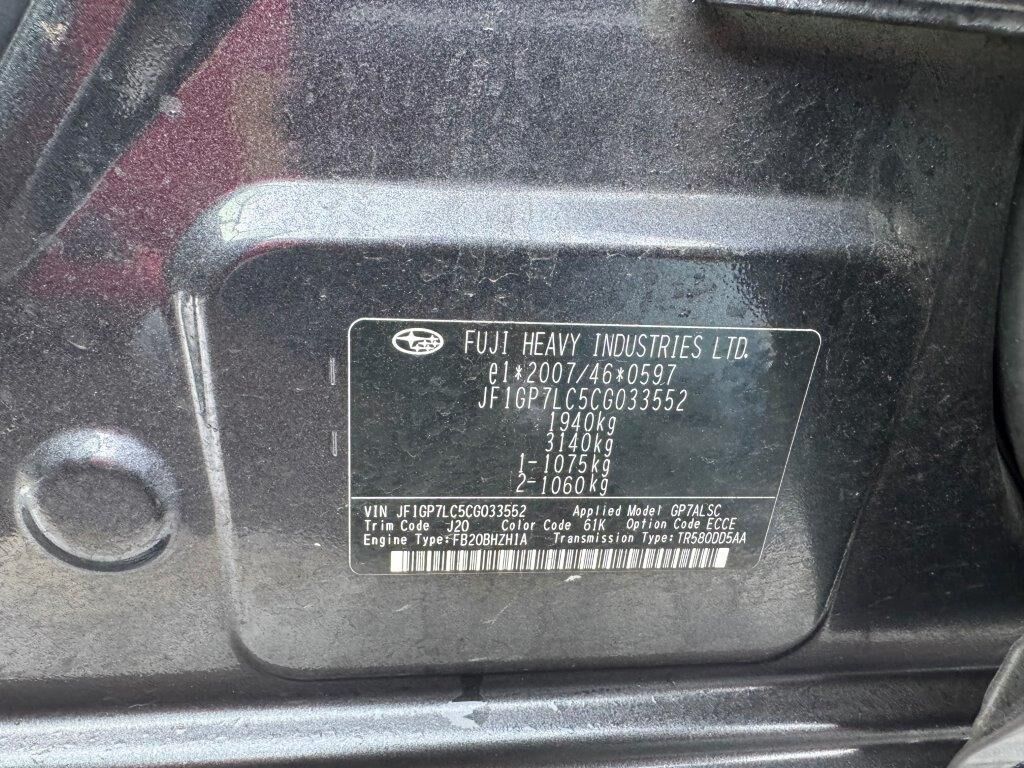 FUJI HEAVY INDUSTRIES LTD.
e1*2007/46*0597
JF1GP7LC5CG033552
1940kg
3140kg
1-1075kg
2-1060kg
VIN JF1GP7LC5CG033552 Applied Model GP7ALSC
Trim Code J20 Color Code 61K Option Code ECCE
Engine Type:FB20BHZH1A Transmission Type:TR580DD5AA